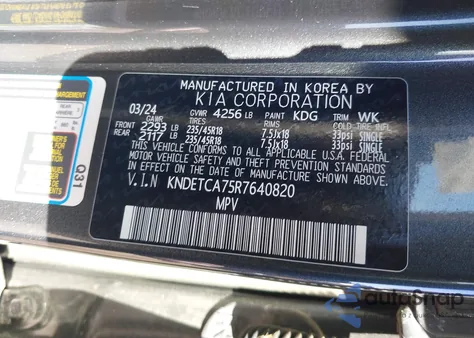 MANUFACTURED IN KOREA BY
KIA CORPORATION
03/24 GVWR 4256 LB PAINT KDG TRIM WK
GAWR TIRES RIMS COLD TIRE INFL.
FRONT 2293 LB 235/45R18 7.5Jx18 33psi SINGLE
REAR 2117 LB 235/45R18 7.5Jx18 33psi SINGLE
THIS VEHICLE CONFORMS TO ALL APPLICABLE U.S.A. FEDERAL
MOTOR VEHICLE SAFETY, BUMPER, AND THEFT PREVENTION STANDARDS
IN EFFECT ON THE DATE OF MANUFACTURE SHOWN ABOVE.
V.I.N KNDETCA75R7640820
MPV
Q31
autoSnap